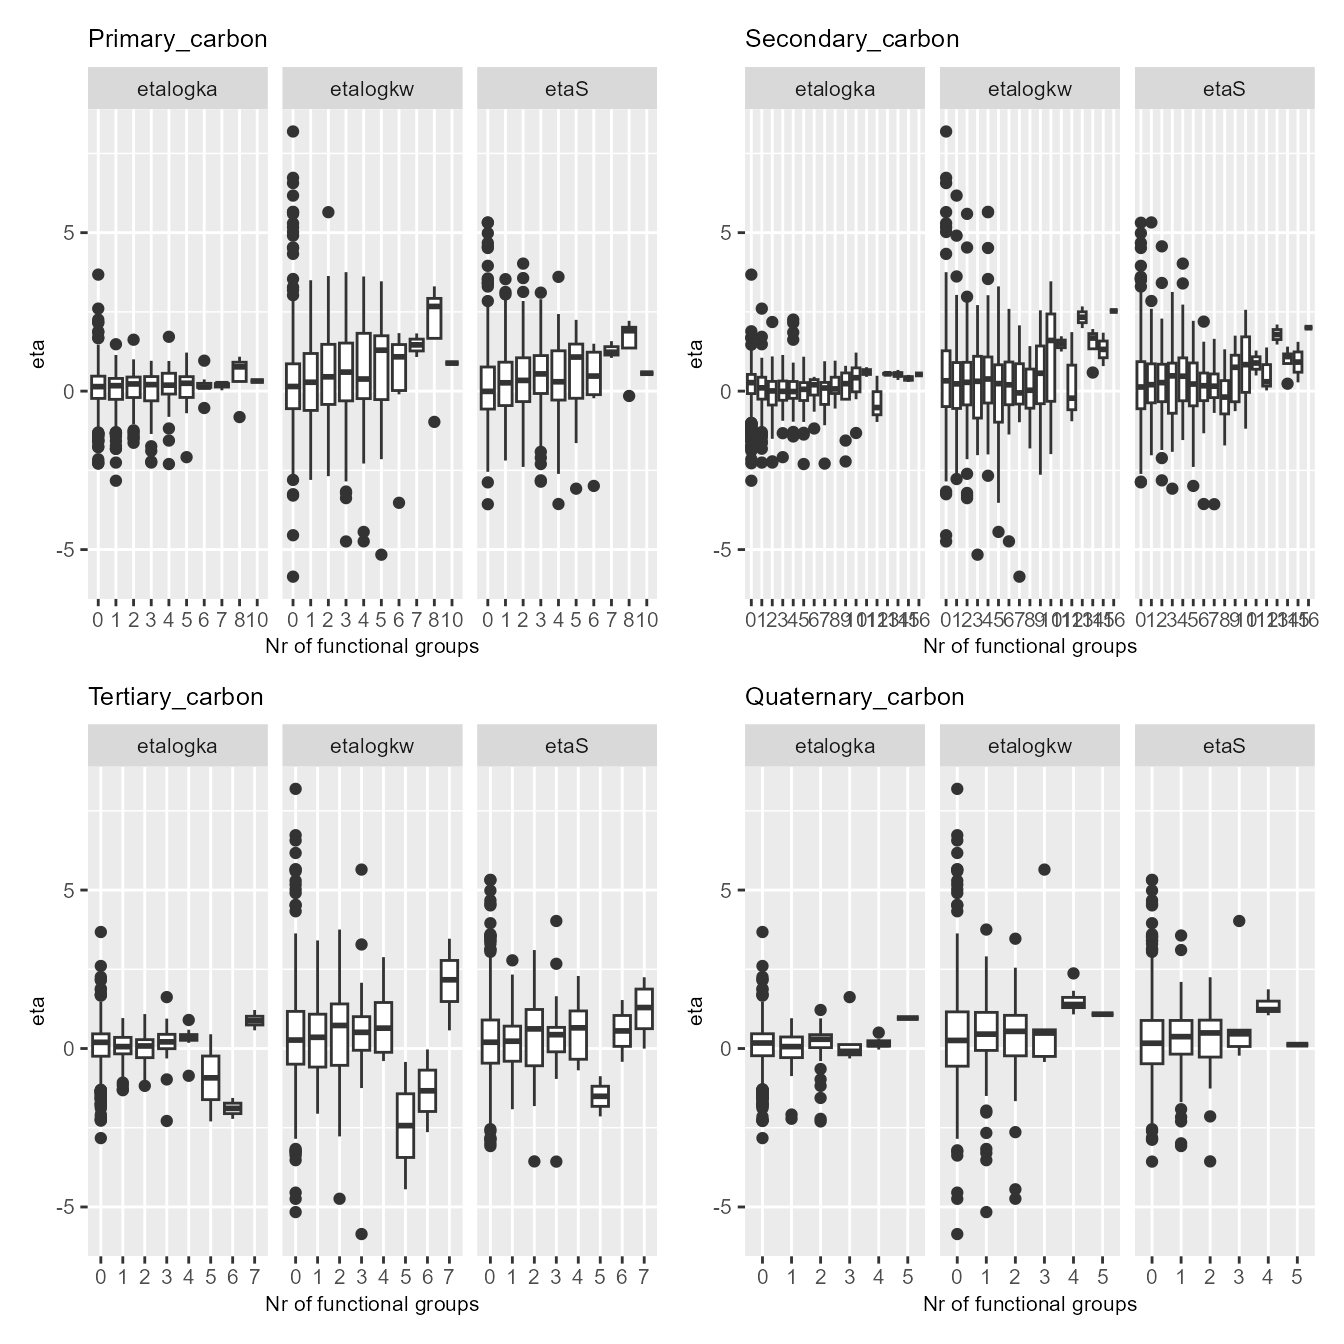 Primary_carbon
etalogka etalogkw etaS
eta
5
0
-5
0 1 2 3 4 5 6 7 8 10 0 1 2 3 4 5 6 7 8 10 0 1 2 3 4 5 6 7 8 10
Nr of functional groups
Secondary_carbon
etalogka etalogkw etaS
eta
5
0
-5
Nr of functional groups
Tertiary_carbon
etalogka etalogkw etaS
eta
5
0
-5
0 1 2 3 4 5 6 7 0 1 2 3 4 5 6 7 0 1 2 3 4 5 6 7
Nr of functional groups
Quaternary_carbon
etalogka etalogkw etaS
eta
5
0
-5
0 1 2 3 4 5 0 1 2 3 4 5 0 1 2 3 4 5
Nr of functional groups